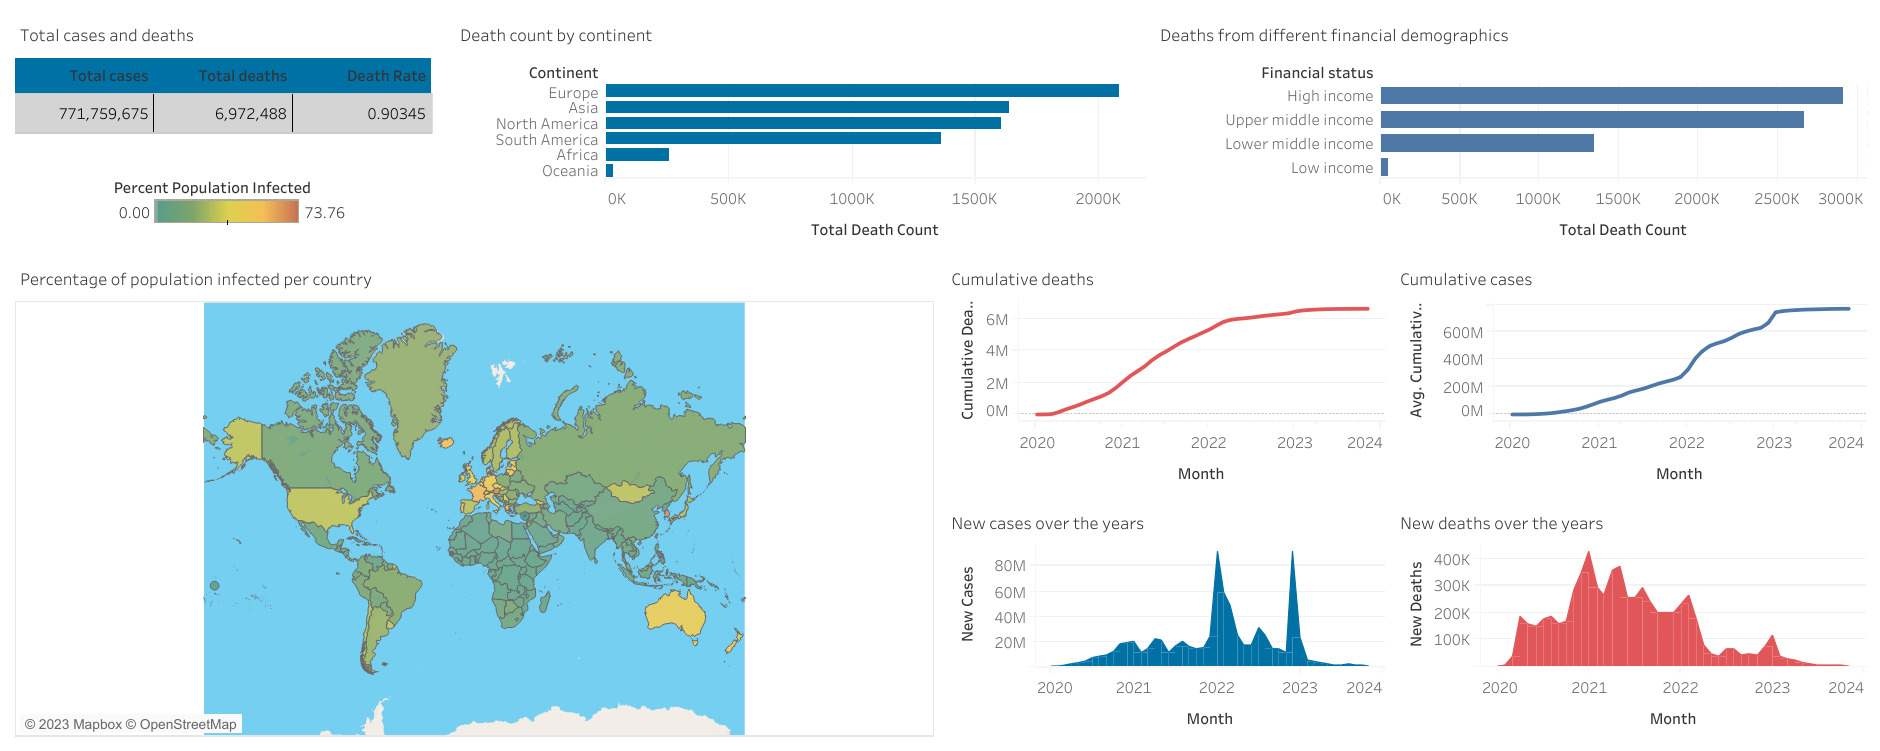 Total cases and deaths
Total cases Total deaths Death Rate
771,759,675 6,972,488 0.90345
Percent Population Infected
0.00 73.76
Death count by continent
Continent
Europe
Asia
North America
South America
Africa
Oceania
0K 500K 1000K 1500K 2000K
Total Death Count
Deaths from different financial demographics
Financial status
High income
Upper middle income
Lower middle income
Low income
0K 500K 1000K 1500K 2000K 2500K 3000K
Total Death Count
Percentage of population infected per country
© 2023 Mapbox © OpenStreetMap
Cumulative deaths
Cumulative Dea..
6M
4M
2M
0M
2020 2021 2022 2023 2024
Month
Cumulative cases
Avg. Cumulativ..
600M
400M
200M
0M
2020 2021 2022 2023 2024
Month
New cases over the years
New Cases
80M
60M
40M
20M
2020 2021 2022 2023 2024
Month
New deaths over the years
New Deaths
400K
300K
200K
100K
2020 2021 2022 2023 2024
Month